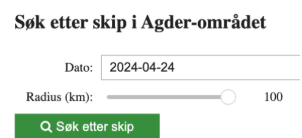 Søk etter skip i Agder-området
Dato: 2024-04-24
Radius (km): 100
Søk etter skip